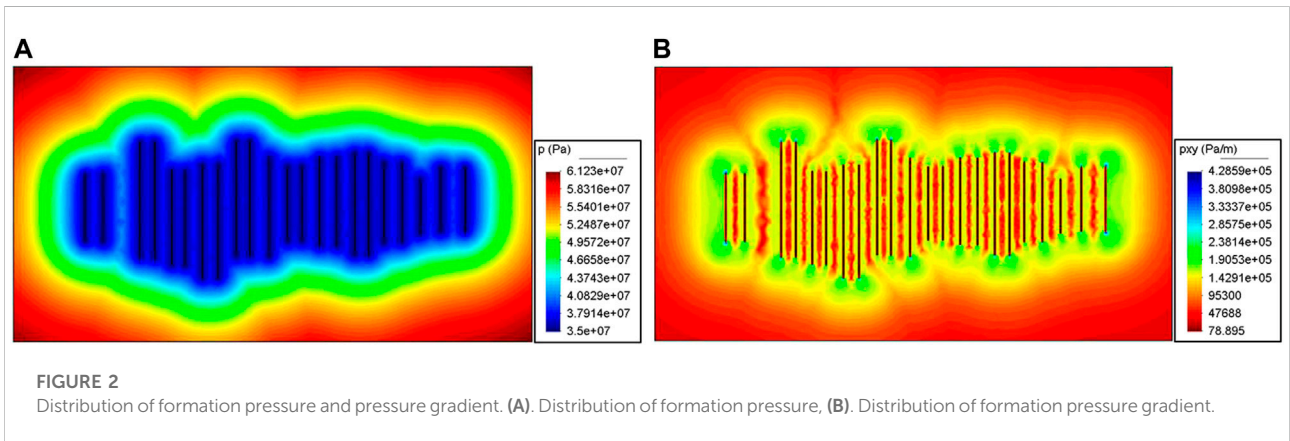 A
B
p (Pa)
6.123e+07
5.8316e+07
5.5401e+07
5.2487e+07
4.9572e+07
4.6658e+07
4.3743e+07
4.0829e+07
3.7914e+07
3.5e+07
pxy (Pa/m)
4.2859e+05
3.8098e+05
3.3337e+05
2.8575e+05
2.3814e+05
1.9053e+05
1.4291e+05
95300
47688
78.895
FIGURE 2
Distribution of formation pressure and pressure gradient. (A). Distribution of formation pressure, (B). Distribution of formation pressure gradient.